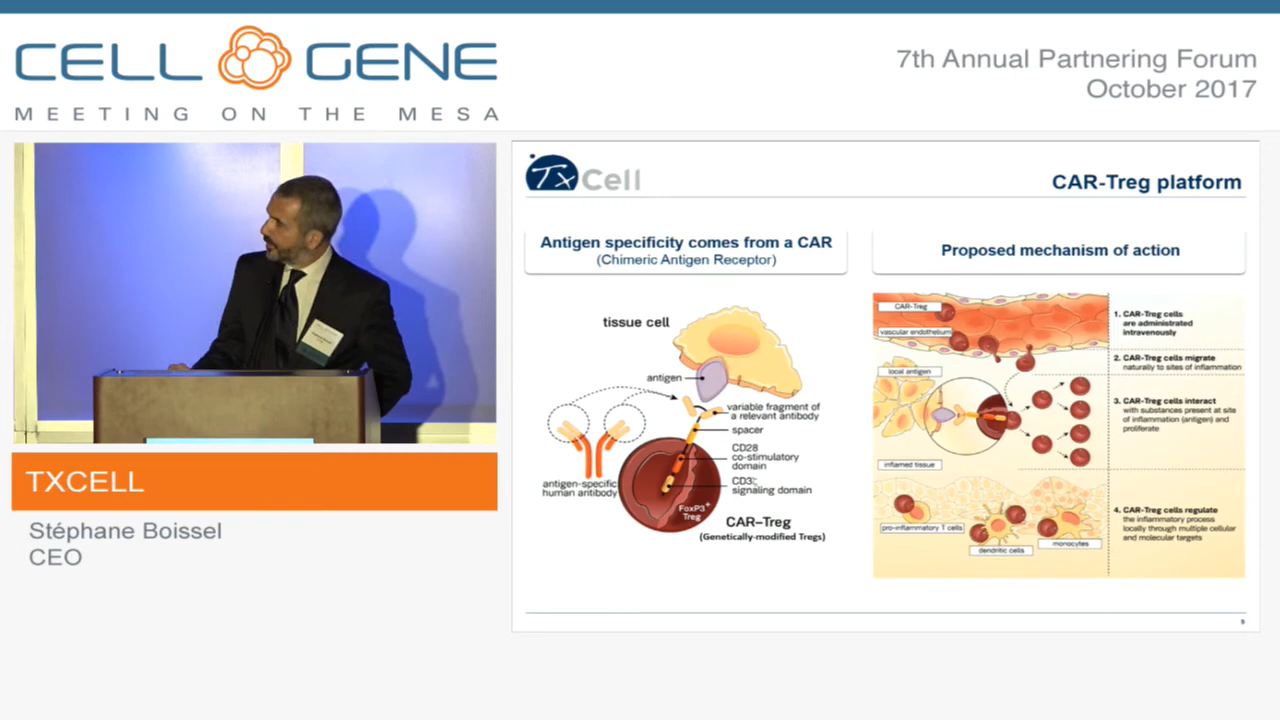 CELL GENE
MEETING ON THE MESA
7th Annual Partnering Forum
October 2017
TXCELL
Stéphane Boissel
CEO
TxCell
CAR-Treg platform
Antigen specificity comes from a CAR
(Chimeric Antigen Receptor)
tissue cell
antigen
variable fragment of
a relevant antibody
spacer
CD28
co-stimulatory
domain
CD3ζ
signaling domain
antigen-specific
human antibody
FoxP3+
Treg
CAR–Treg
(Genetically-modified Tregs)
Proposed mechanism of action
CAR-Treg
vascular endothelium
local antigen
inflamed tissue
pro-inflammatory T cells
dendritic cells
monocytes
1. CAR-Treg cells
are administrated
intravenously
2. CAR-Treg cells migrate
naturally to sites of inflammation
3. CAR-Treg cells interact
with substances present at site
of inflammation (antigen) and
proliferate
4. CAR-Treg cells regulate
the inflammatory process
locally through multiple cellular
and molecular targets
9